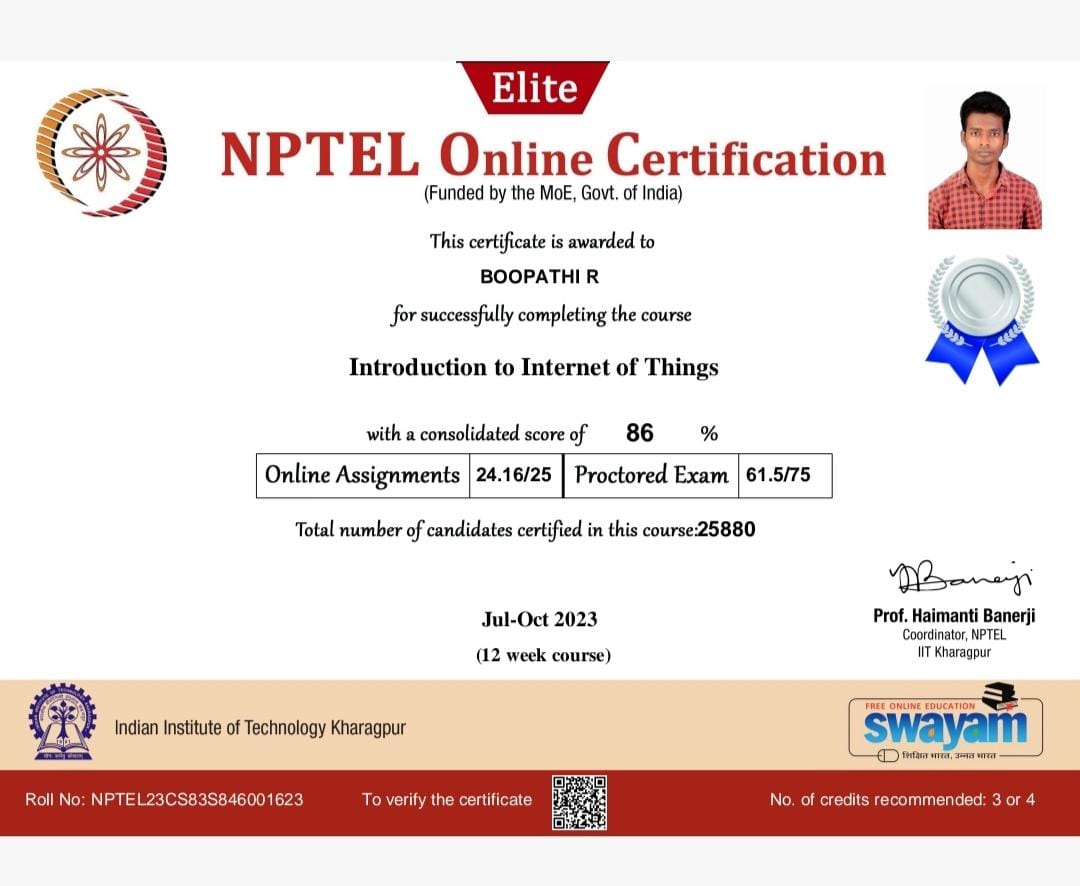 Elite
NPTEL Online Certification
(Funded by the MoE, Govt. of India)
This certificate is awarded to
BOOPATHI R
for successfully completing the course
Introduction to Internet of Things
with a consolidated score of 86 %
Online Assignments 24.16/25 Proctored Exam 61.5/75
Total number of candidates certified in this course:25880
Jul-Oct 2023
(12 week course)
Prof. Haimanti Banerji
Coordinator, NPTEL
IIT Kharagpur
Indian Institute of Technology Kharagpur
FREE ONLINE EDUCATION
swayam
शिक्षित भारत, उन्नत भारत
Roll No: NPTEL23CS83S846001623 To verify the certificate No. of credits recommended: 3 or 4